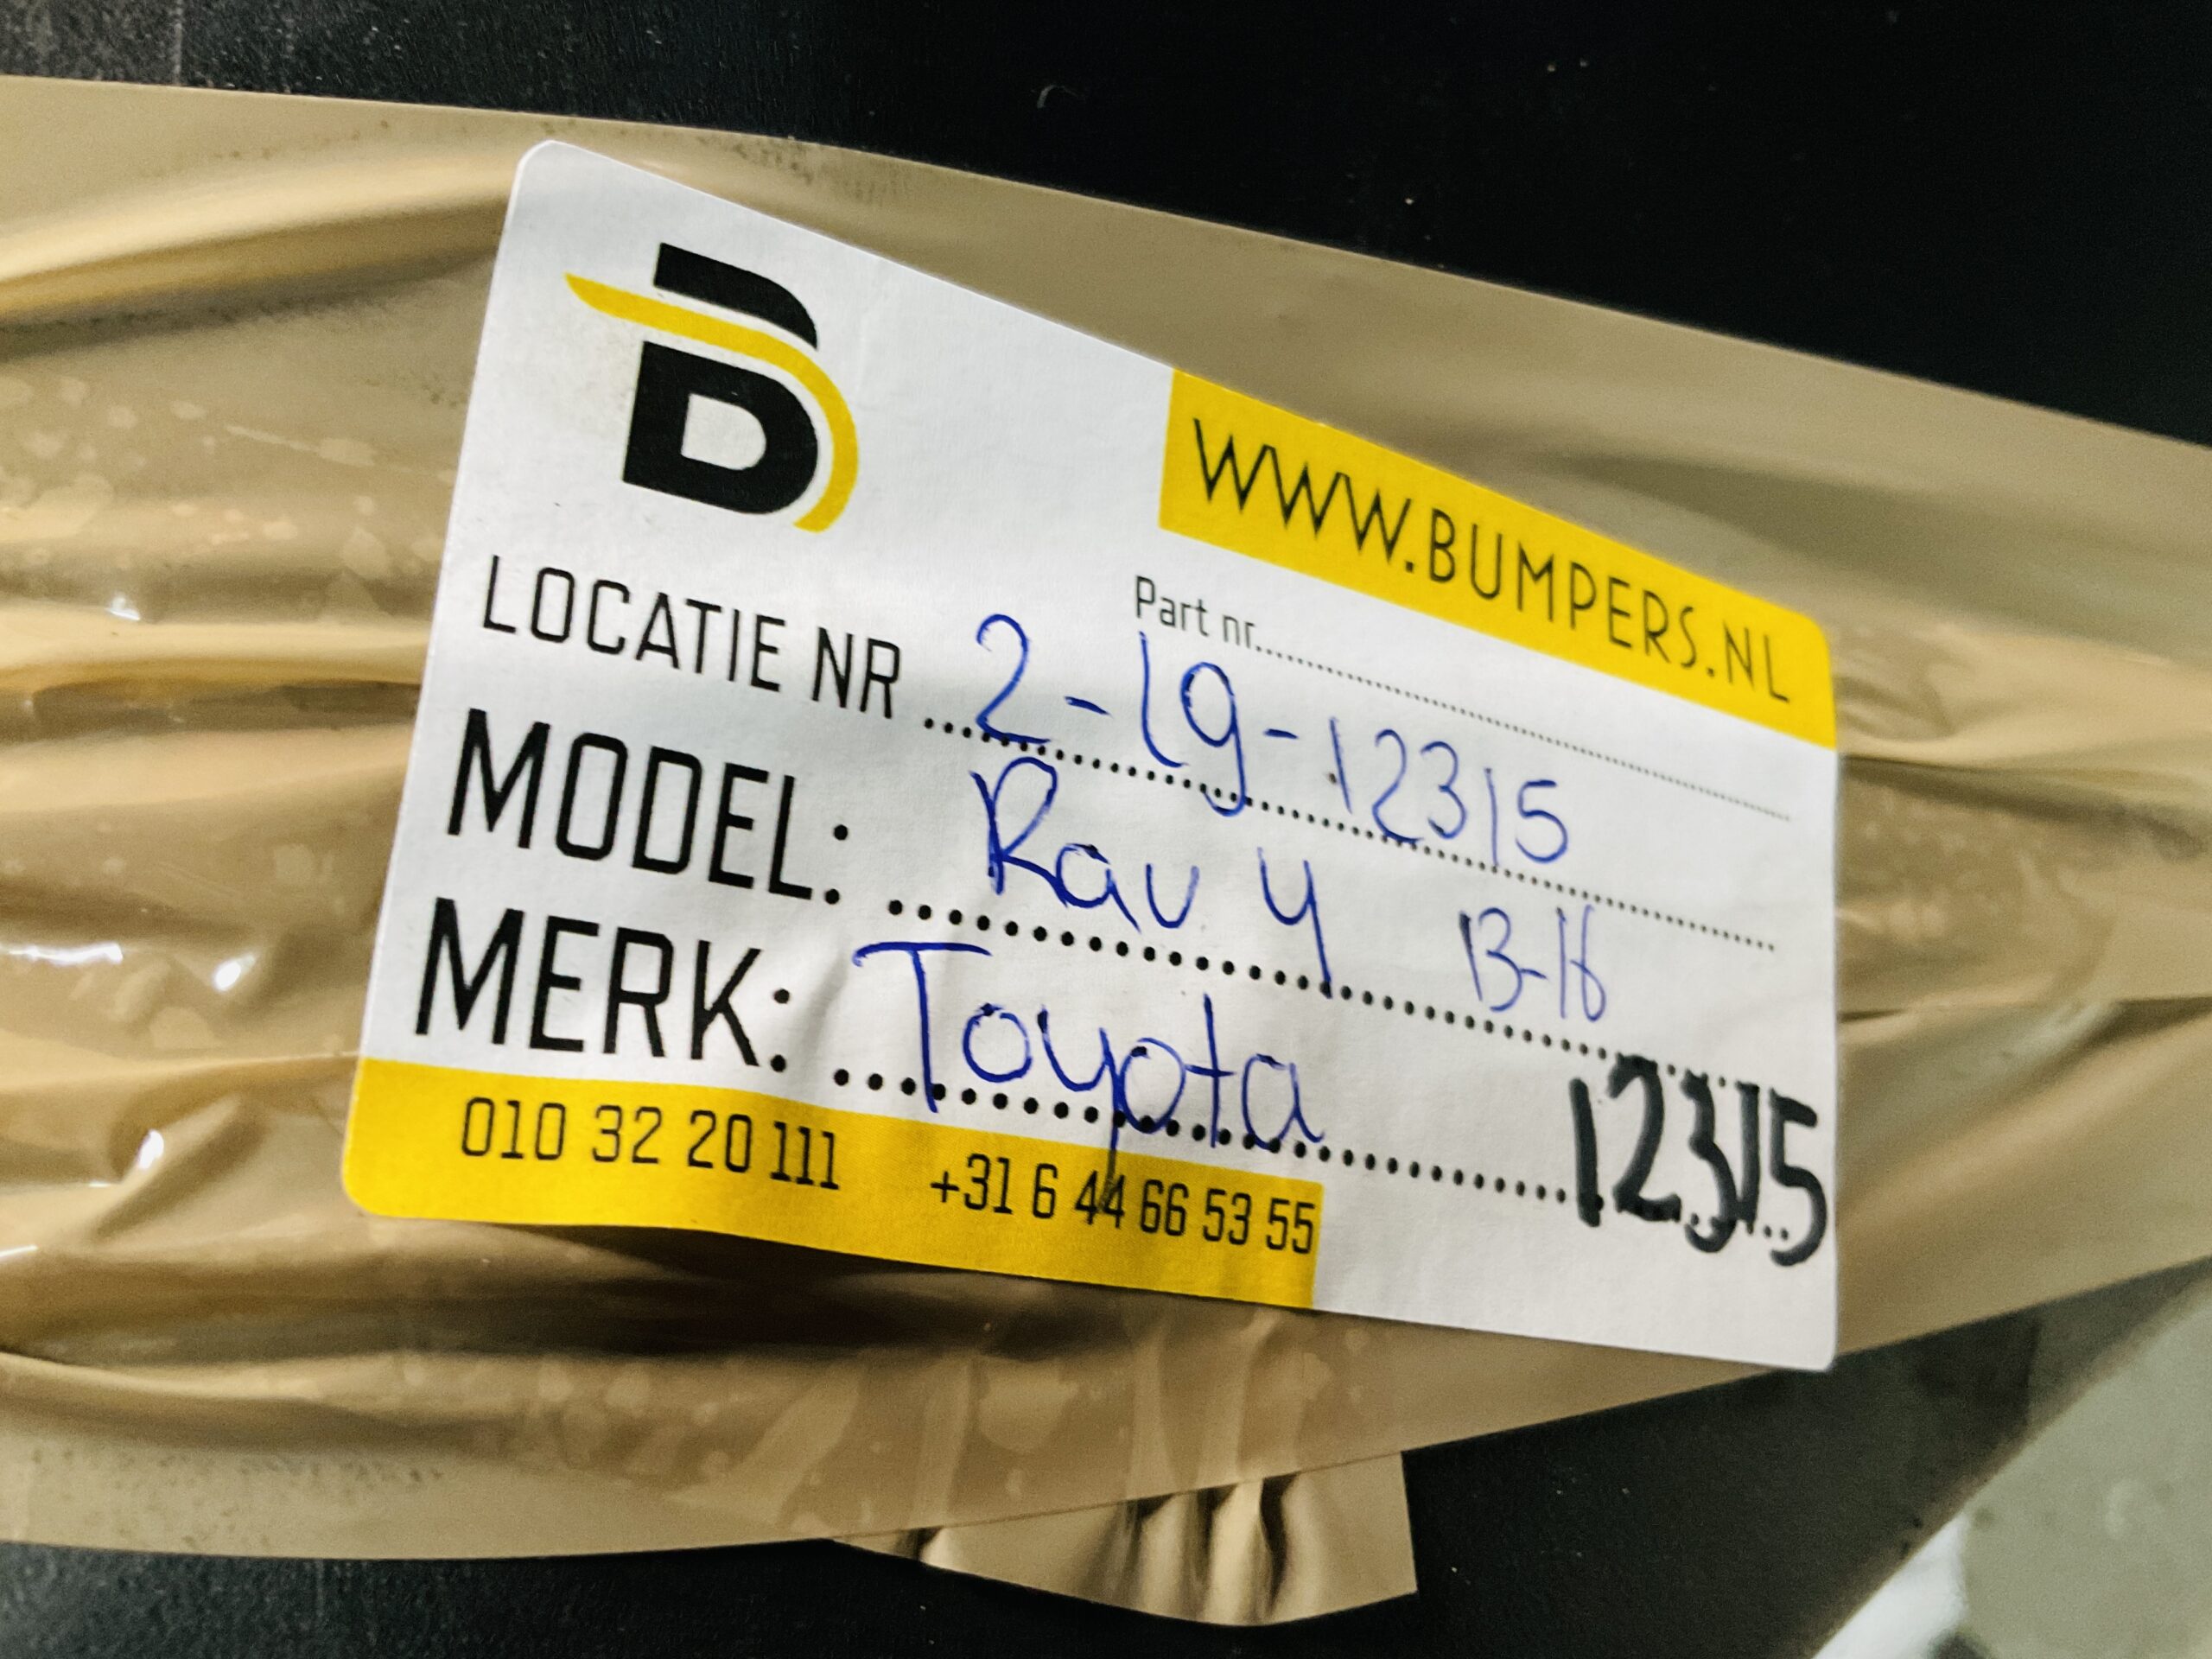 B
WWW.BUMPERS.NL
Part nr...
LOCATIE NR ... 2-19-12315
MODEL: ... Rav 4 13-16
MERK: ... Toyota
12315
010 32 20 111 +31 6 44 66 53 55